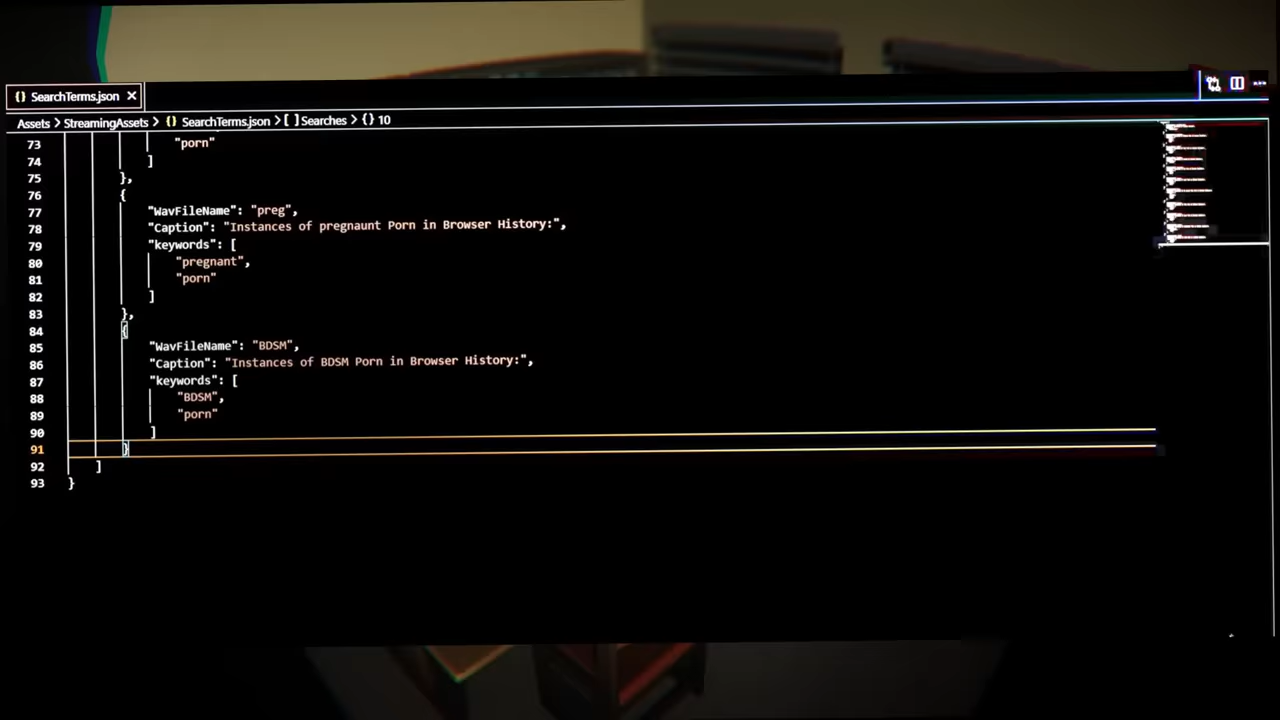 {} SearchTerms.json ×
Assets > StreamingAssets > {} SearchTerms.json > [ ] Searches > {} 10
73 "porn"
74 ]
75 },
76 {
77 "WavFileName": "preg",
78 "Caption": "Instances of pregnaunt Porn in Browser History:",
79 "keywords": [
80 "pregnant",
81 "porn"
82 ]
83 },
84 {
85 "WavFileName": "BDSM",
86 "Caption": "Instances of BDSM Porn in Browser History:",
87 "keywords": [
88 "BDSM",
89 "porn"
90 ]
91 }
92 ]
93 }